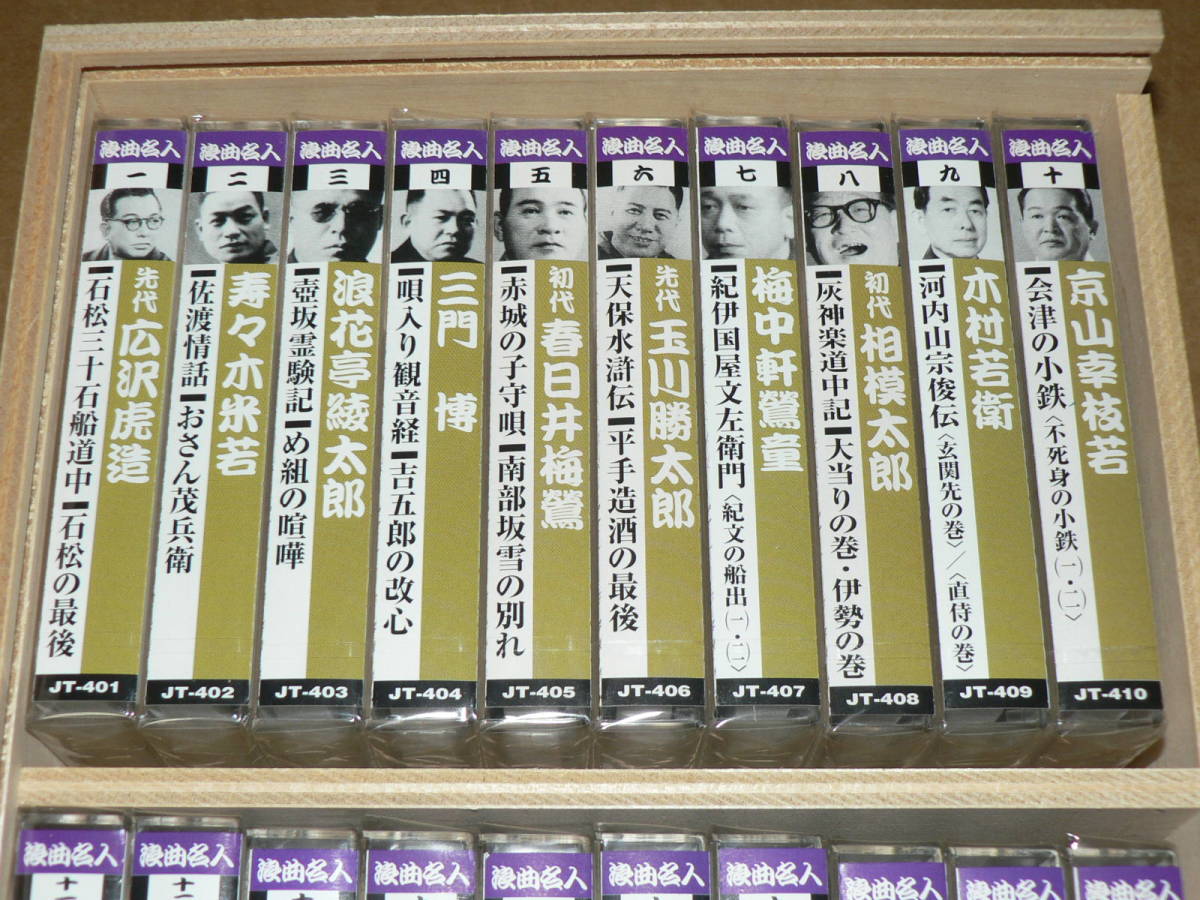 浪曲名人
一
先代 広沢虎造
石松三十石船道中 石松の最後
JT-401
浪曲名人
二
寿々木米若
佐渡情話 おさん茂兵衛
JT-402
浪曲名人
三
浪花亭綾太郎
壺坂霊験記 め組の喧嘩
JT-403
浪曲名人
四
三門 博
唄入り観音経 吉五郎の改心
JT-404
浪曲名人
五
初代 春日井梅鶯
赤城の子守唄 南部坂雪の別れ
JT-405
浪曲名人
六
先代 玉川勝太郎
天保水滸伝 平手造酒の最後
JT-406
浪曲名人
七
梅中軒鶯童
紀伊国屋文左衛門〈紀文の船出(一・二)〉
JT-407
浪曲名人
八
初代 相模太郎
灰神楽道中記 大当りの巻・伊勢の巻
JT-408
浪曲名人
九
木村若衛
河内山宗俊伝〈玄関先の巻〉/〈直侍の巻〉
JT-409
浪曲名人
十
京山幸枝若
会津の小鉄〈不死身の小鉄(一・二)〉
JT-410
浪曲名人
浪曲名人
浪曲名人
浪曲名人
浪曲名人
浪曲名人
浪曲名人
浪曲名人
浪曲名人
浪曲名人